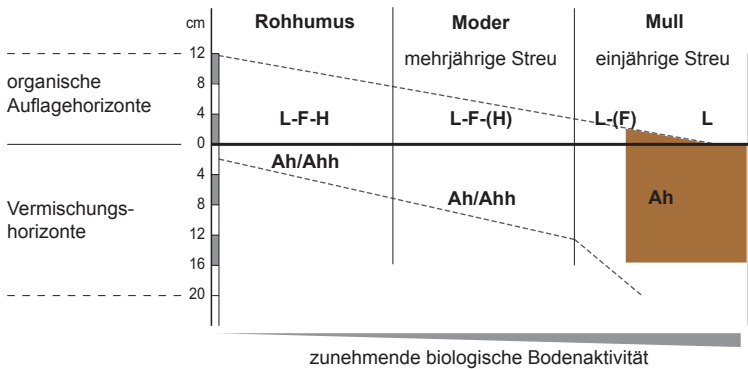 cm Rohhumus Moder Mull
mehrjährige Streu einjährige Streu
12
organische
Auflagehorizonte
8
4 L-F-H L-F-(H) L-(F) L
0
Ah/Ahh
4
Vermischungs-
horizonte
8 Ah/Ahh Ah
12
16
20
zunehmende biologische Bodenaktivität